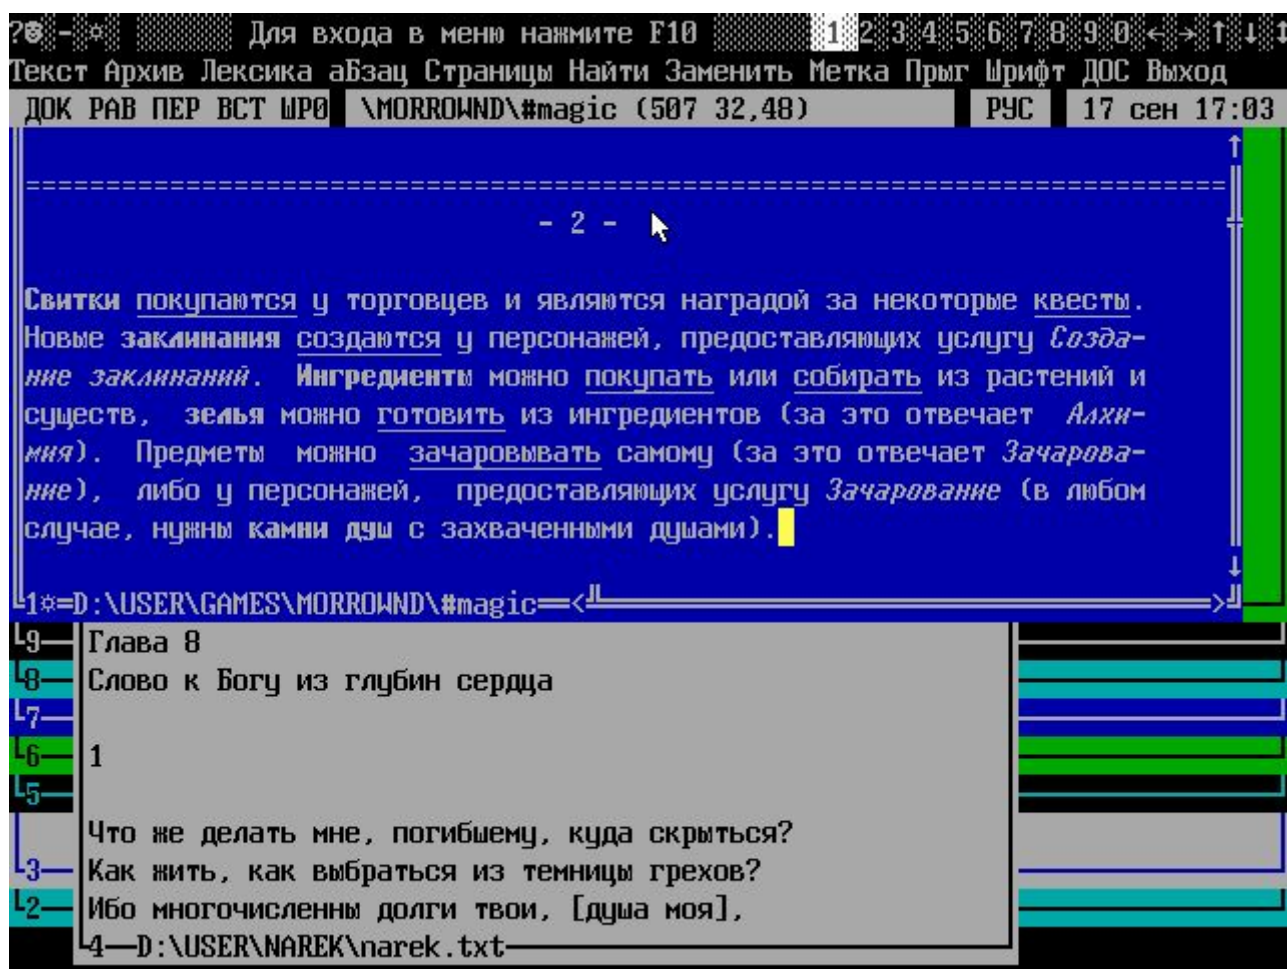 Для входа в меню нажмите F10 1 2 3 4 5 6 7 8 9 0 ← → ↑ ↓ ↕
Текст Архив Лексика аБзац Страницы Найти Заменить Метка Прыг Шрифт ДОС Выход
ДОК РАВ ПЕР ВСТ ШР0 \MORROWND\#magic (507 32,48) РУС 17 сен 17:03
===========================================================================
- 2 -
Свитки покупаются у торговцев и являются наградой за некоторые квесты.
Новые заклинания создаются у персонажей, предоставляющих услугу Созда-
ние заклинаний. Ингредиенты можно покупать или собирать из растений и
существ, зелья можно готовить из ингредиентов (за это отвечает Алхи-
мия). Предметы можно зачаровывать самому (за это отвечает Зачарова-
ние), либо у персонажей, предоставляющих услугу Зачарование (в любом
случае, нужны камни душ с захваченными душами).
1¤=D:\USER\GAMES\MORROWND\#magic
9 Глава 8
8 Слово к Богу из глубин сердца
7
6 1
5
Что же делать мне, погибшему, куда скрыться?
3 Как жить, как выбраться из темницы грехов?
2 Ибо многочисленны долги твои, [душа моя],
4 D:\USER\NAREK\narek.txt